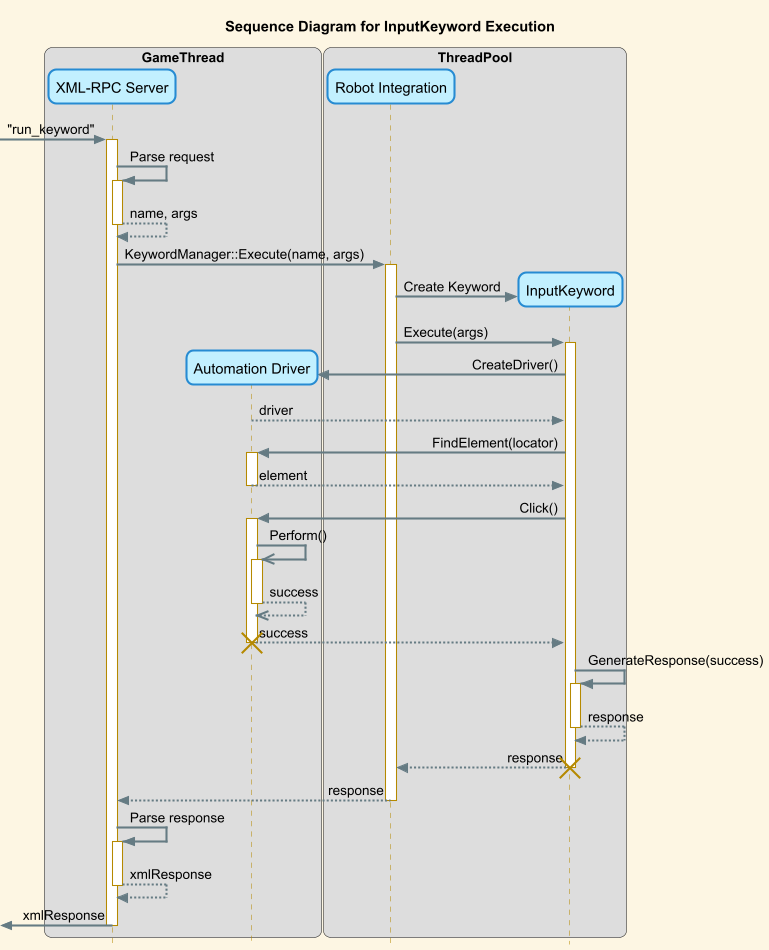 Sequence Diagram for InputKeyword Execution
GameThread
ThreadPool
XML-RPC Server
Robot Integration
"run_keyword"
Parse request
name, args
KeywordManager::Execute(name, args)
Create Keyword
InputKeyword
Execute(args)
Automation Driver
CreateDriver()
driver
FindElement(locator)
element
Click()
Perform()
success
success
GenerateResponse(success)
response
response
response
Parse response
xmlResponse
xmlResponse